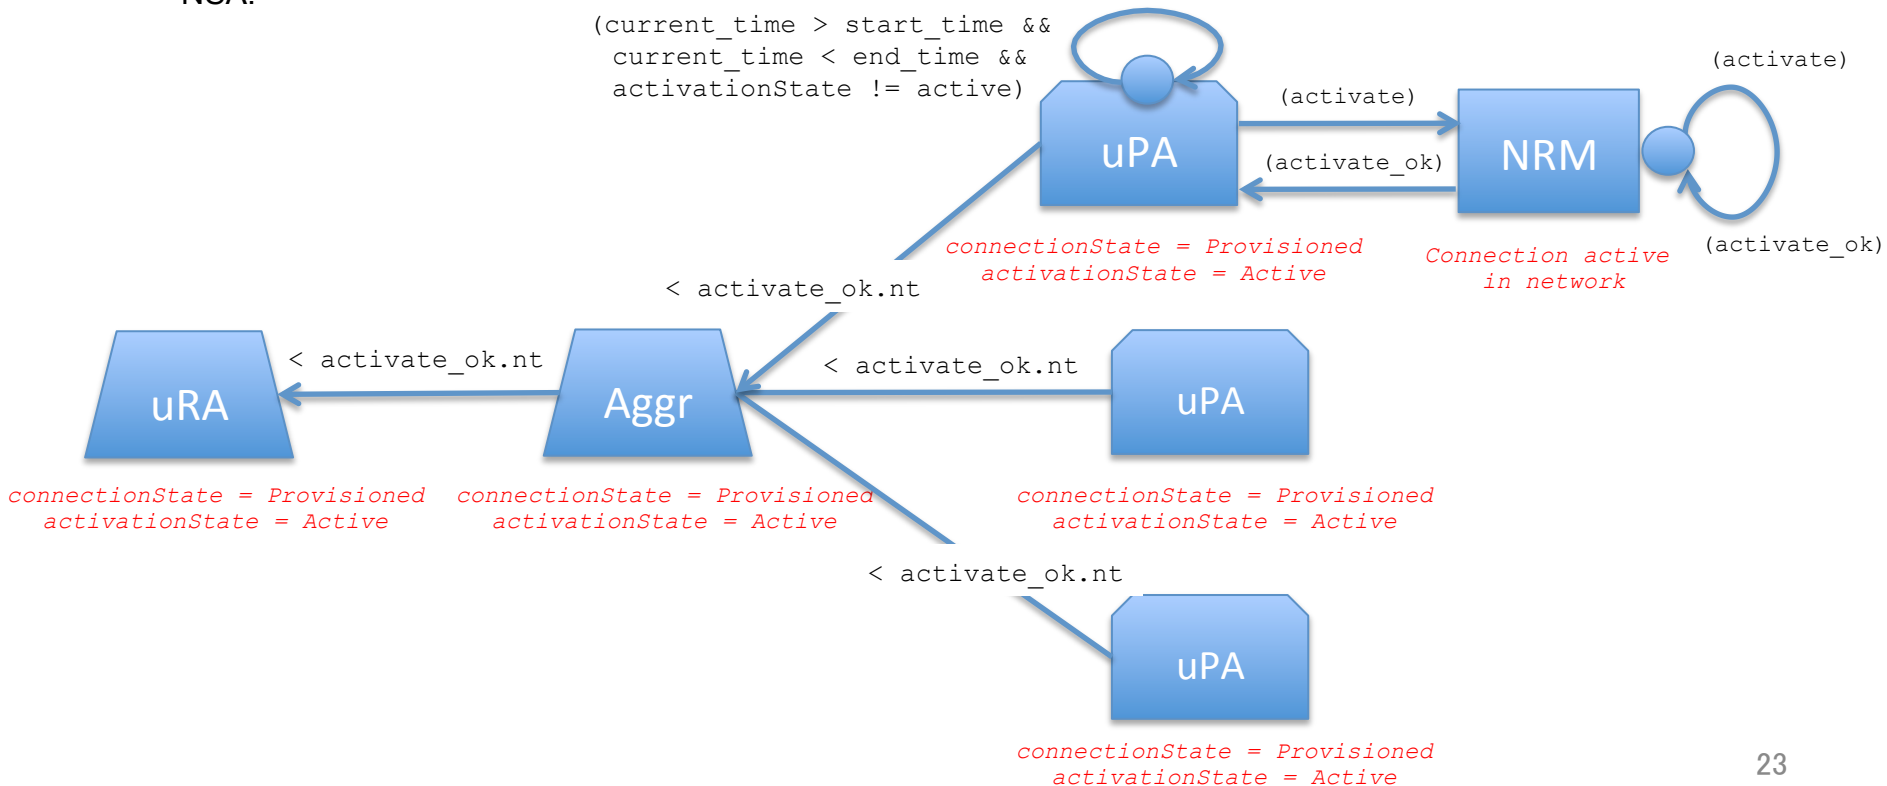 NSA.
(current_time > start_time &&
current_time < end_time &&
activationState != active)
(activate)
(activate)
uPA
NRM
(activate_ok)
(activate_ok)
connectionState = Provisioned
activationState = Active
Connection active
in network
< activate_ok.nt
< activate_ok.nt
< activate_ok.nt
uRA
Aggr
uPA
connectionState = Provisioned
activationState = Active
connectionState = Provisioned
activationState = Active
connectionState = Provisioned
activationState = Active
< activate_ok.nt
uPA
connectionState = Provisioned
activationState = Active
23